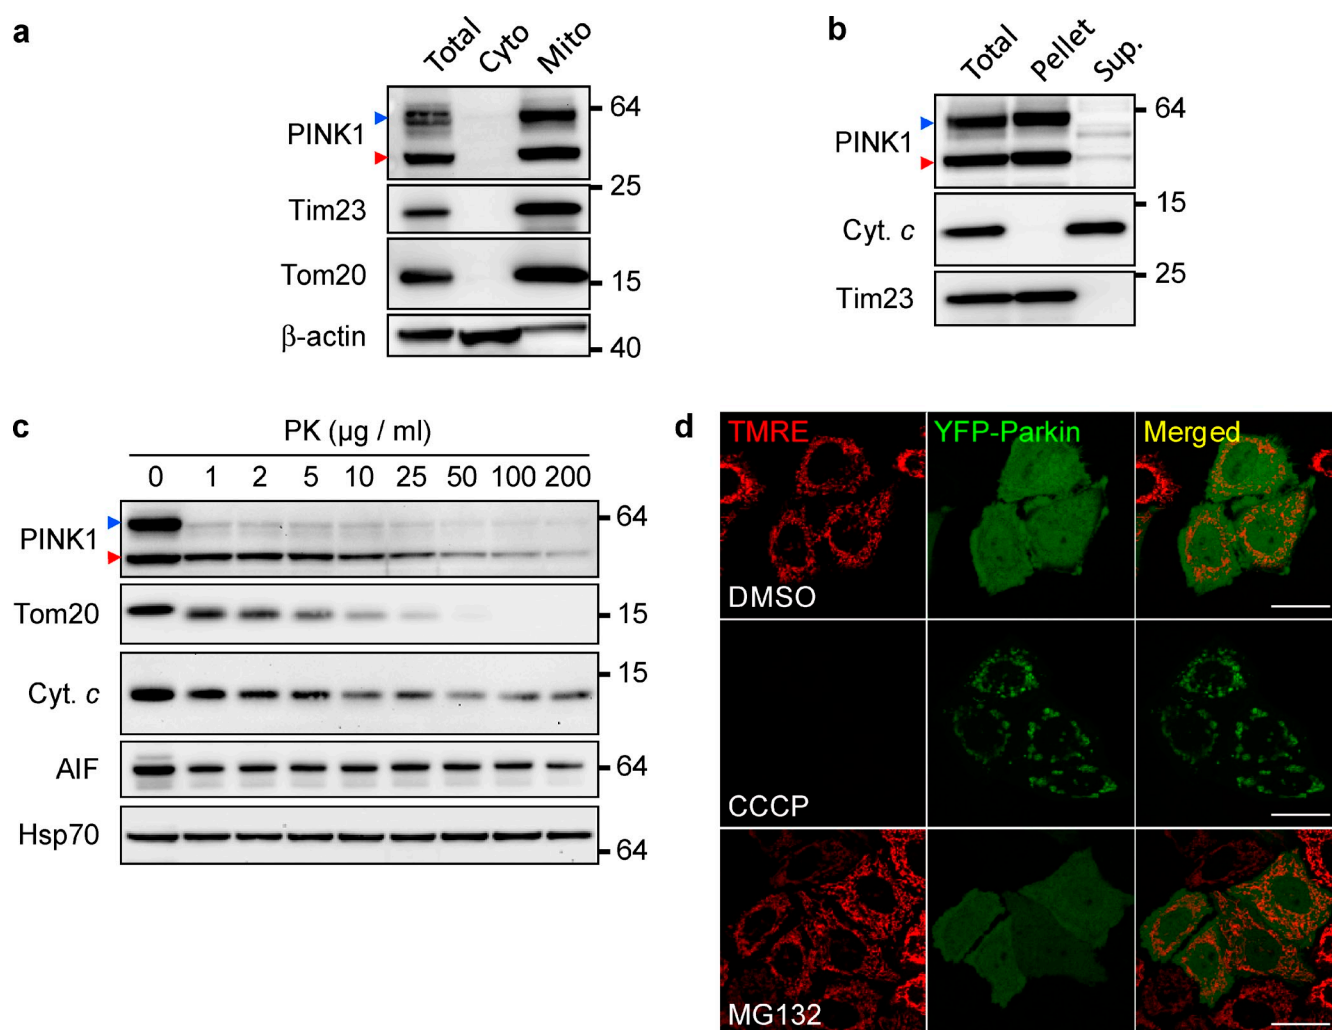 a
Total Cyto Mito
PINK1
64
Tim23
25
Tom20
15
β-actin
40
b
Total Pellet Sup.
PINK1
64
Cyt. c
15
Tim23
25
c
PK (µg / ml)
0 1 2 5 10 25 50 100 200
PINK1
64
Tom20
15
Cyt. c
15
AIF
64
Hsp70
64
d
TMRE YFP-Parkin Merged
DMSO
CCCP
MG132